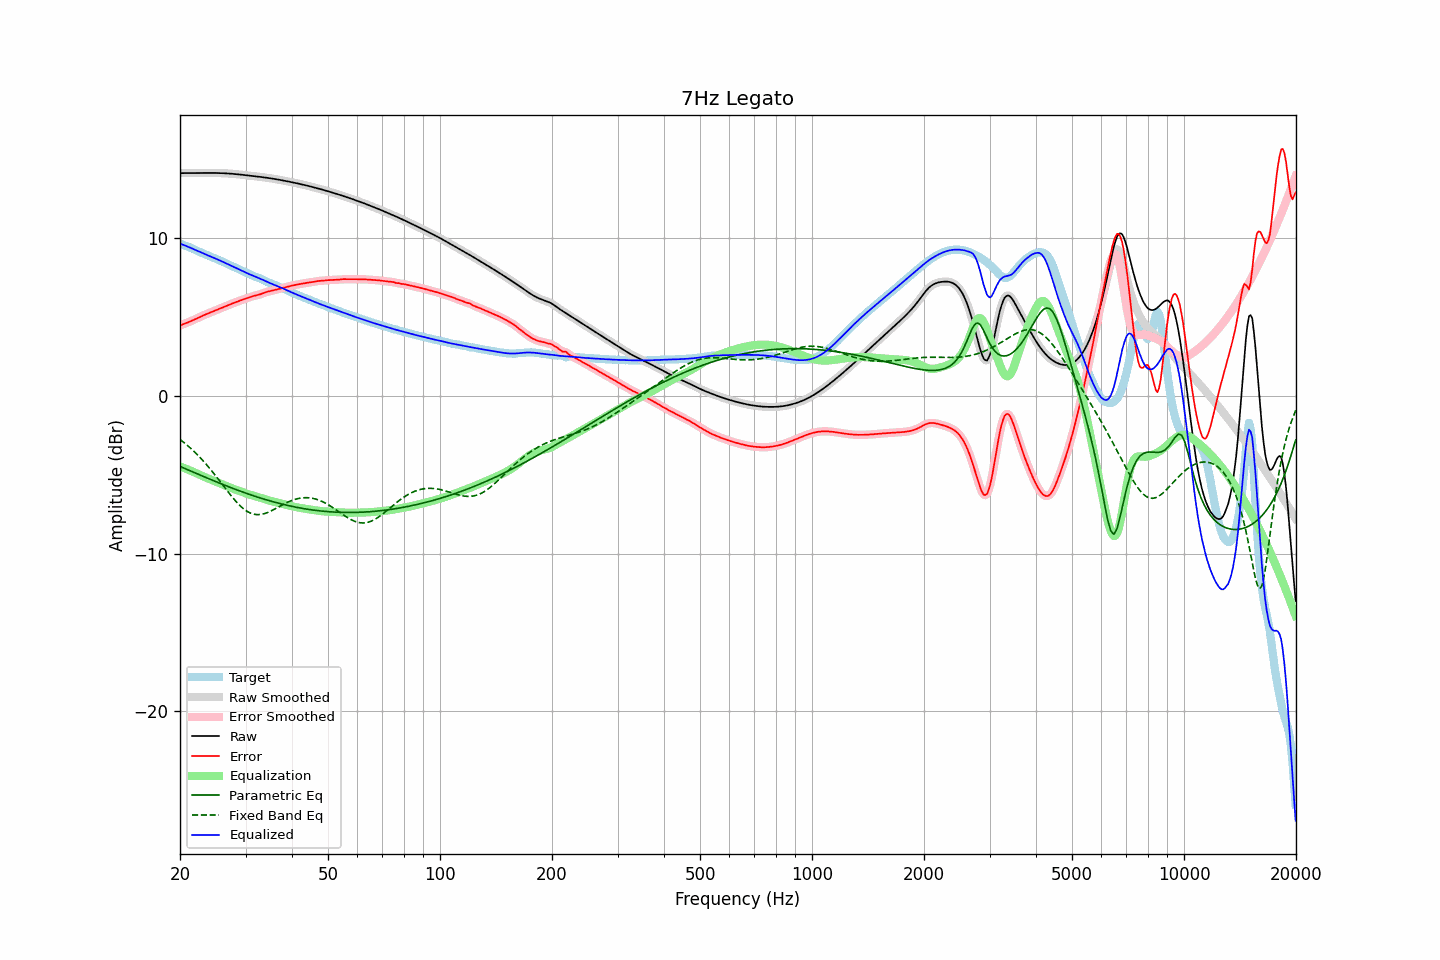 7Hz Legato
10
0
−10
−20
Amplitude (dBr)
Target
Raw Smoothed
Error Smoothed
Raw
Error
Equalization
Parametric Eq
Fixed Band Eq
Equalized
20 50 100 200 500 1000 2000 5000 10000 20000
Frequency (Hz)